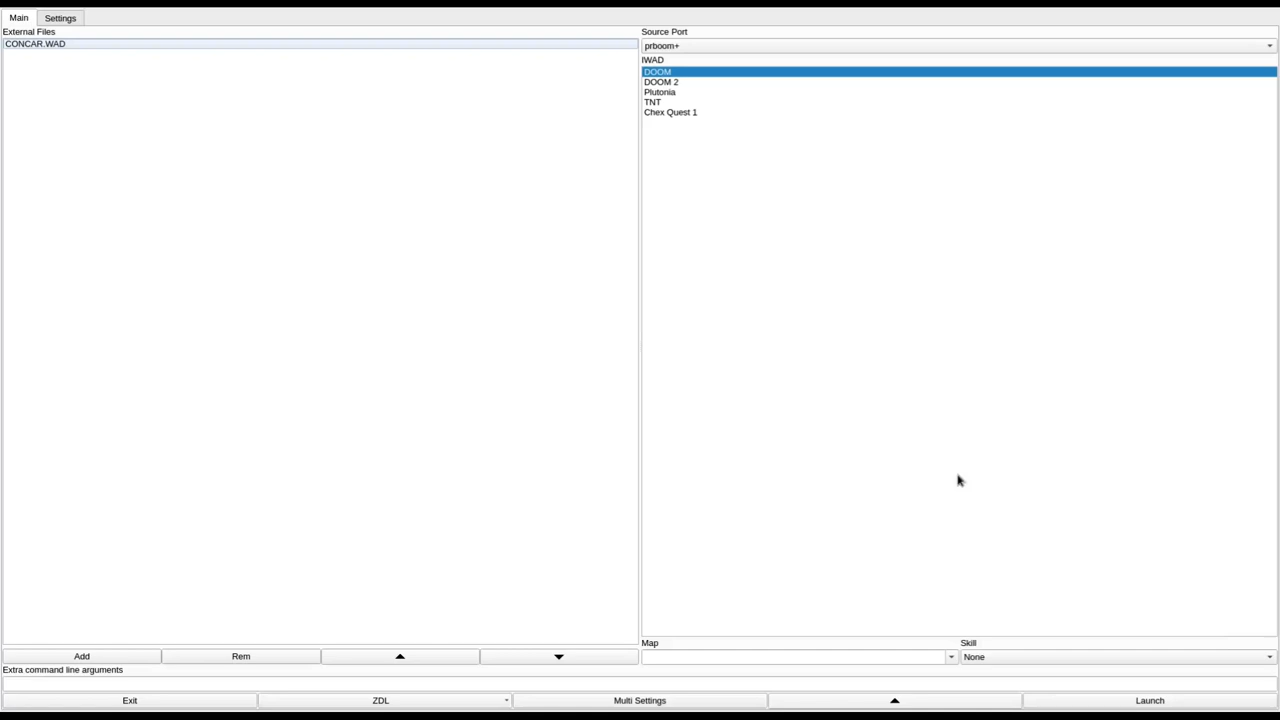 Main Settings
External Files
CONCAR.WAD
Source Port
prboom+
IWAD
DOOM
DOOM 2
Plutonia
TNT
Chex Quest 1
Map Skill
None
Add Rem
Extra command line arguments
Exit ZDL Multi Settings Launch